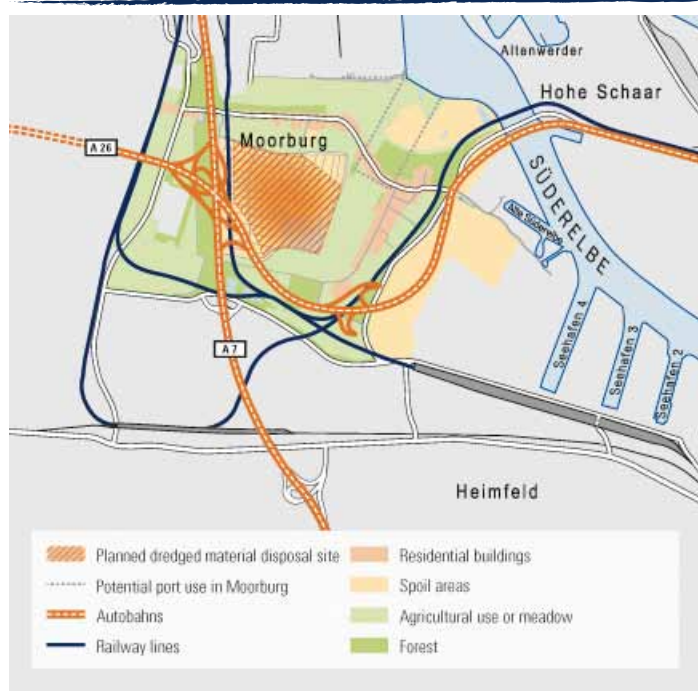 Altenwerder
Hohe Schaar
Moorburg
A 26
SÜDERELBE
Alte Süderelbe
Seehafen 4
Seehafen 3
Seehafen 2
A 7
Heimfeld
Planned dredged material disposal site
Potential port use in Moorburg
Autobahns
Railway lines
Residential buildings
Spoil areas
Agricultural use or meadow
Forest